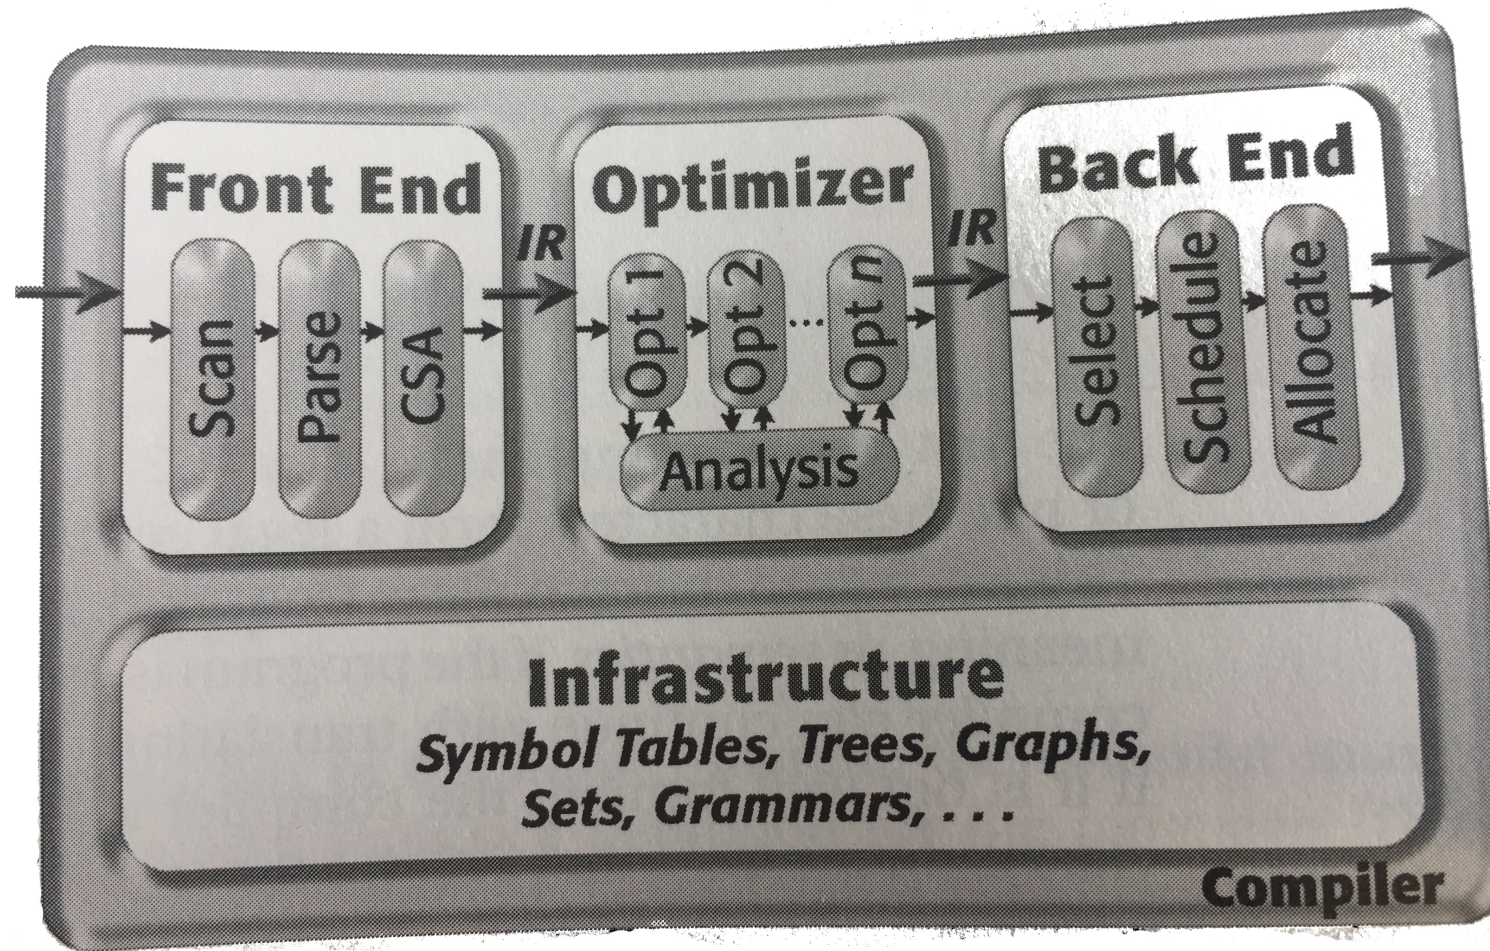 Front End
Scan
Parse
CSA
IR
Optimizer
Opt 1
Opt 2
...
Opt n
Analysis
IR
Back End
Select
Schedule
Allocate
Infrastructure
Symbol Tables, Trees, Graphs,
Sets, Grammars, . . .
Compiler